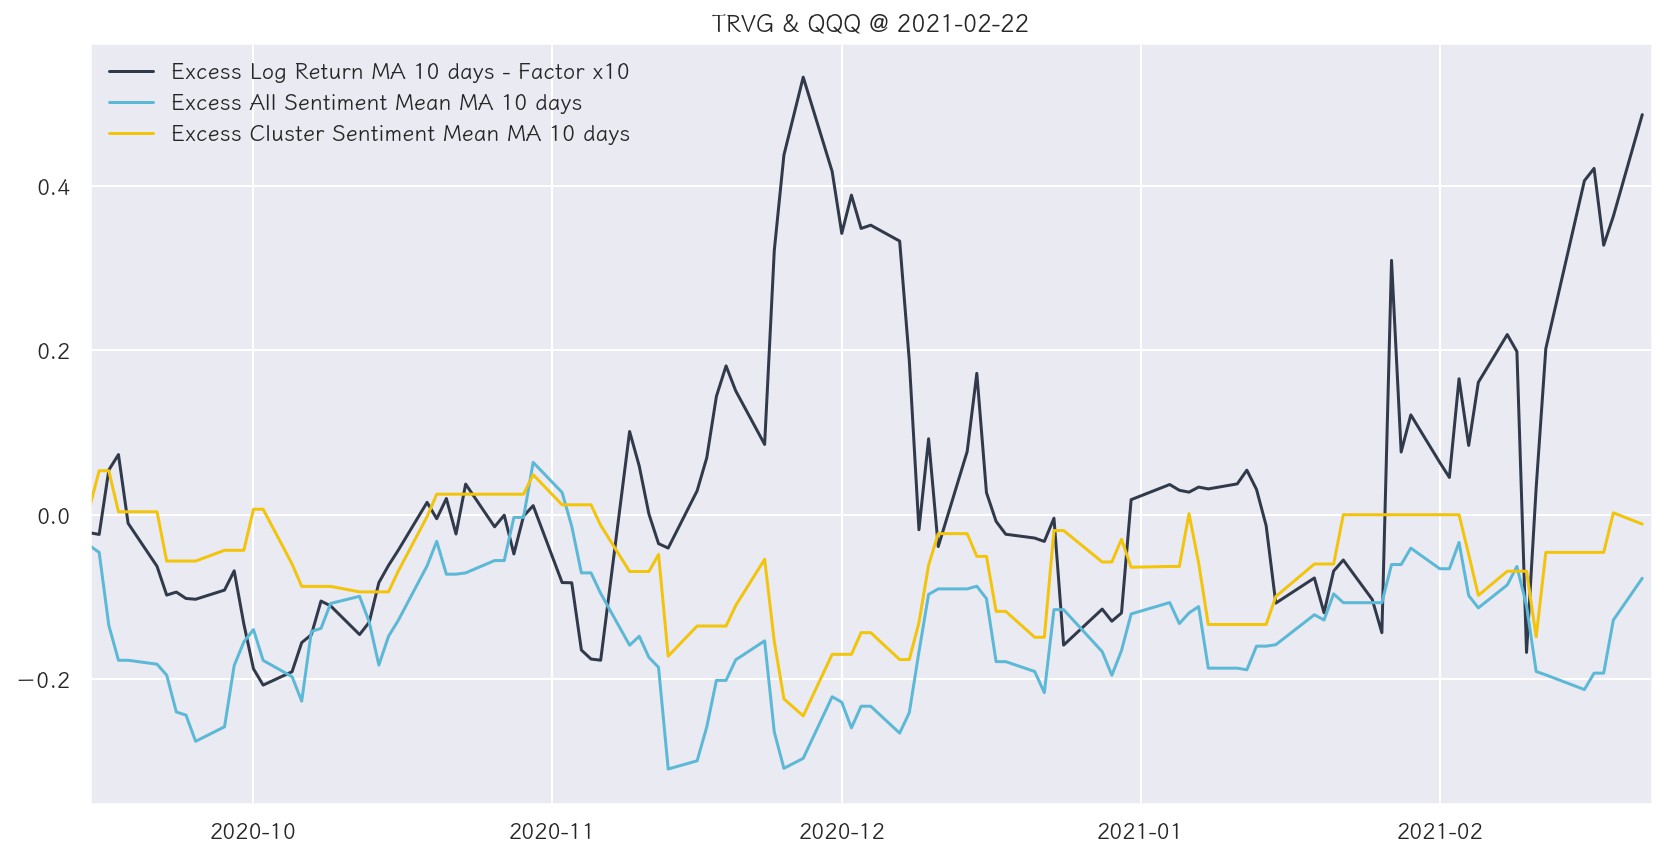 TRVG & QQQ @ 2021-02-22
Excess Log Return MA 10 days - Factor x10
Excess All Sentiment Mean MA 10 days
Excess Cluster Sentiment Mean MA 10 days
0.4
0.2
0.0
−0.2
2020-10 2020-11 2020-12 2021-01 2021-02